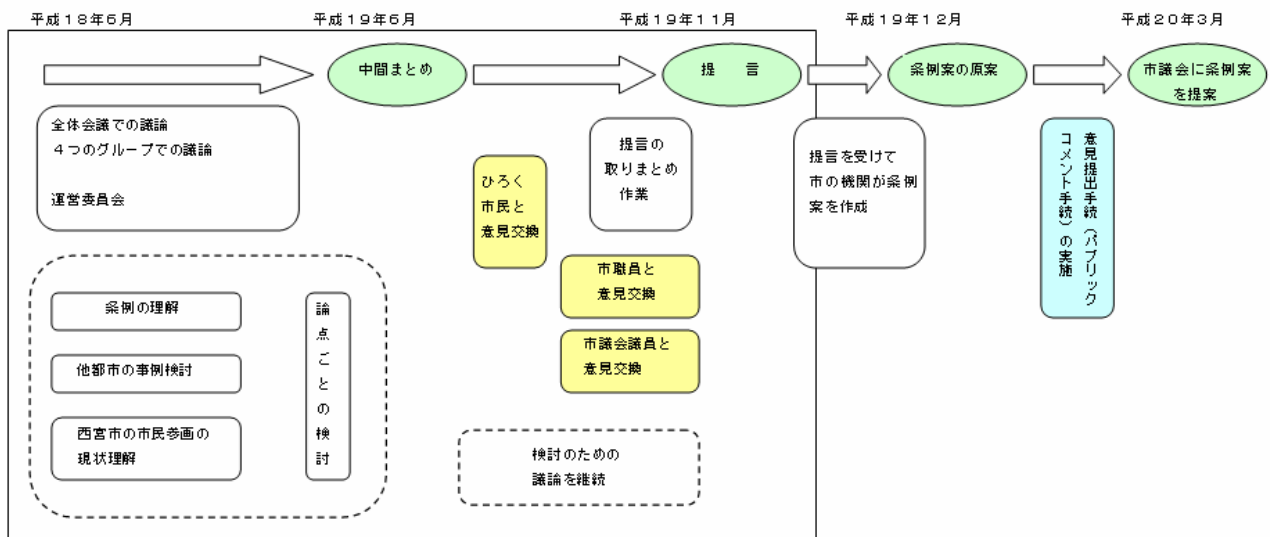 平成１８年６月
平成１９年６月
平成１９年１１月
平成１９年１２月
平成２０年３月
中間まとめ
提　言
条例案の原案
市議会に条例案
を提案
全体会議での議論
４つのグループでの議論
運営委員会
ひろく
市民と
意見交換
提言の
取りまとめ
作業
提言を受けて
市の機関が条例
案を作成
意見提出手続（パブリック
コメント手続）の実施
市職員と
意見交換
市議会議員と
意見交換
条例の理解
他都市の事例検討
西宮市の市民参画の
現状理解
論点ごとの検討
検討のための
議論を継続